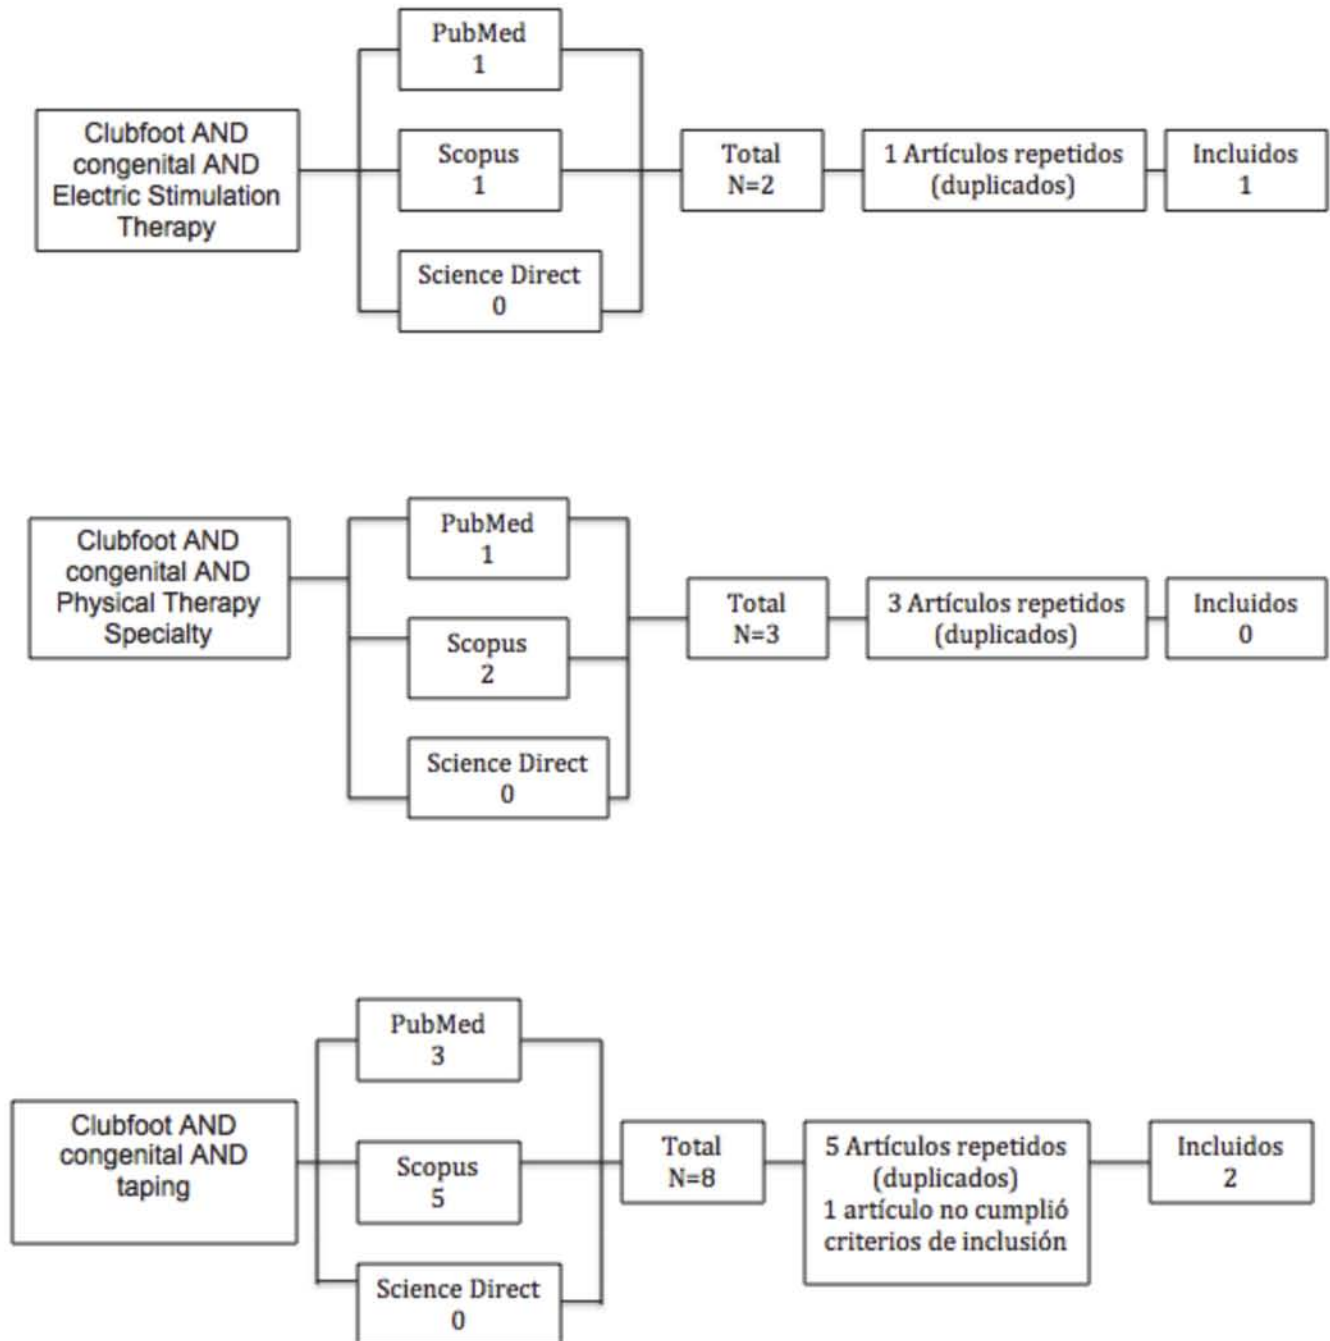 Clubfoot AND
congenital AND
Electric Stimulation
Therapy
PubMed
1
Scopus
1
Science Direct
0
Total
N=2
1 Artículos repetidos
(duplicados)
Incluidos
1
Clubfoot AND
congenital AND
Physical Therapy
Specialty
PubMed
1
Scopus
2
Science Direct
0
Total
N=3
3 Artículos repetidos
(duplicados)
Incluidos
0
Clubfoot AND
congenital AND
taping
PubMed
3
Scopus
5
Science Direct
0
Total
N=8
5 Artículos repetidos
(duplicados)
1 artículo no cumplió
criterios de inclusión
Incluidos
2